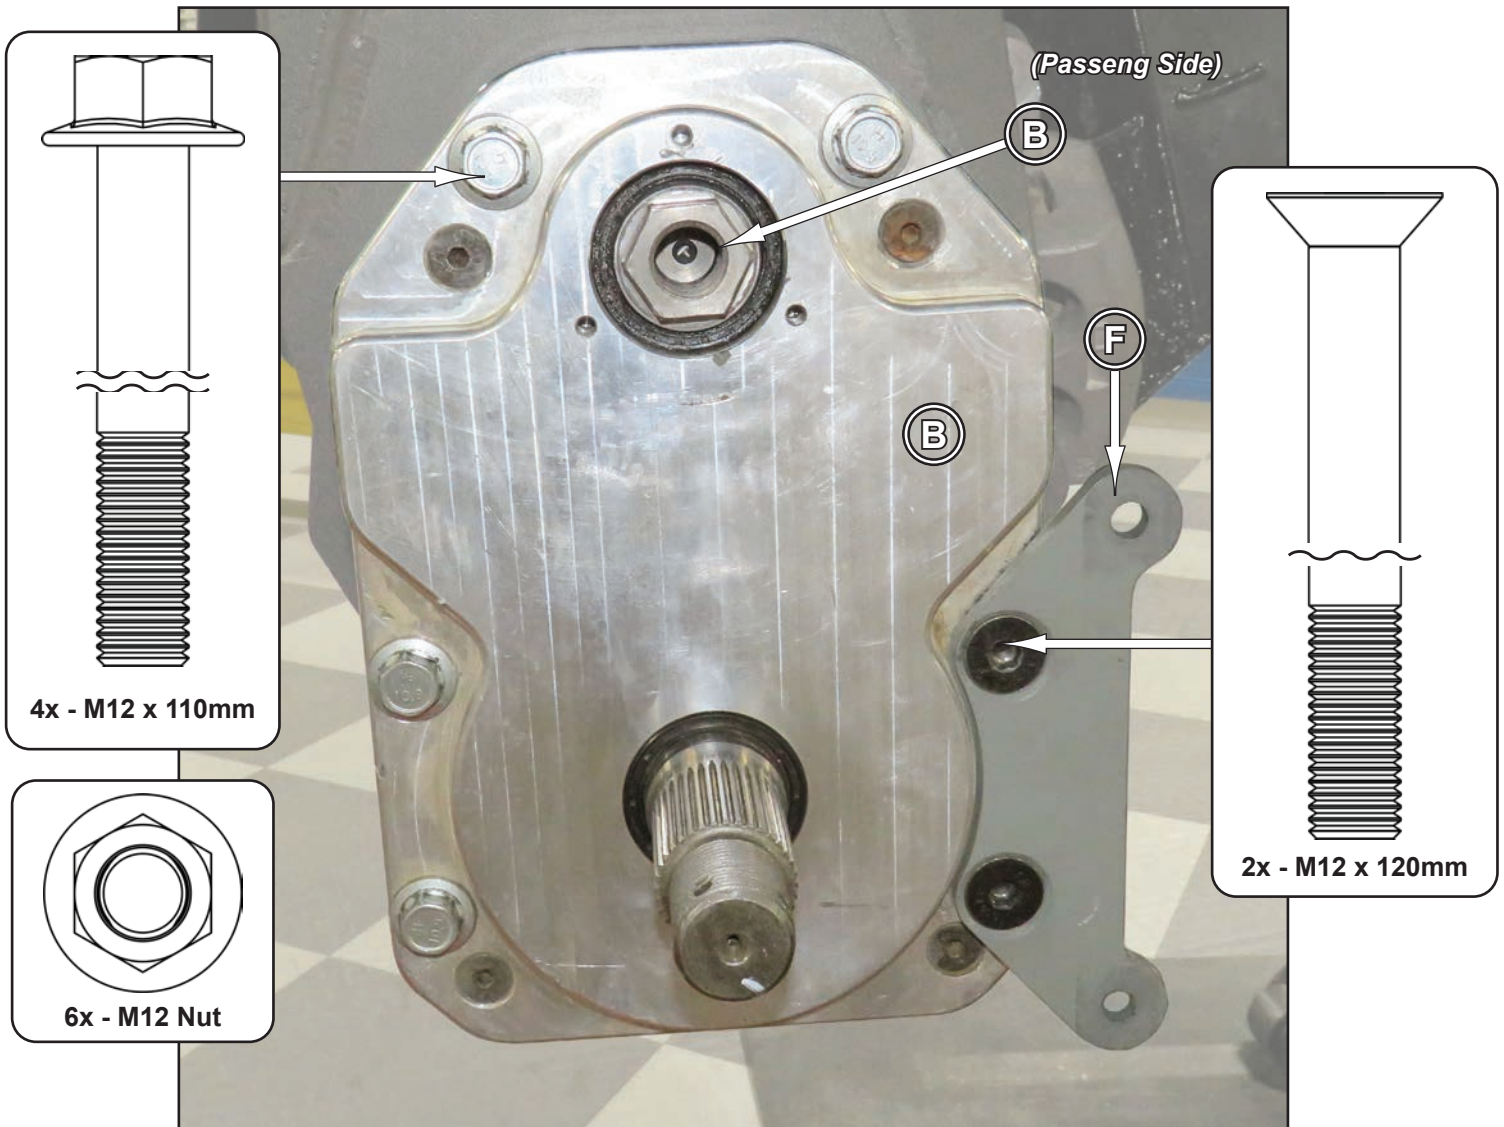 (Passeng Side)
B
F
B
4x - M12 x 110mm
2x - M12 x 120mm
6x - M12 Nut